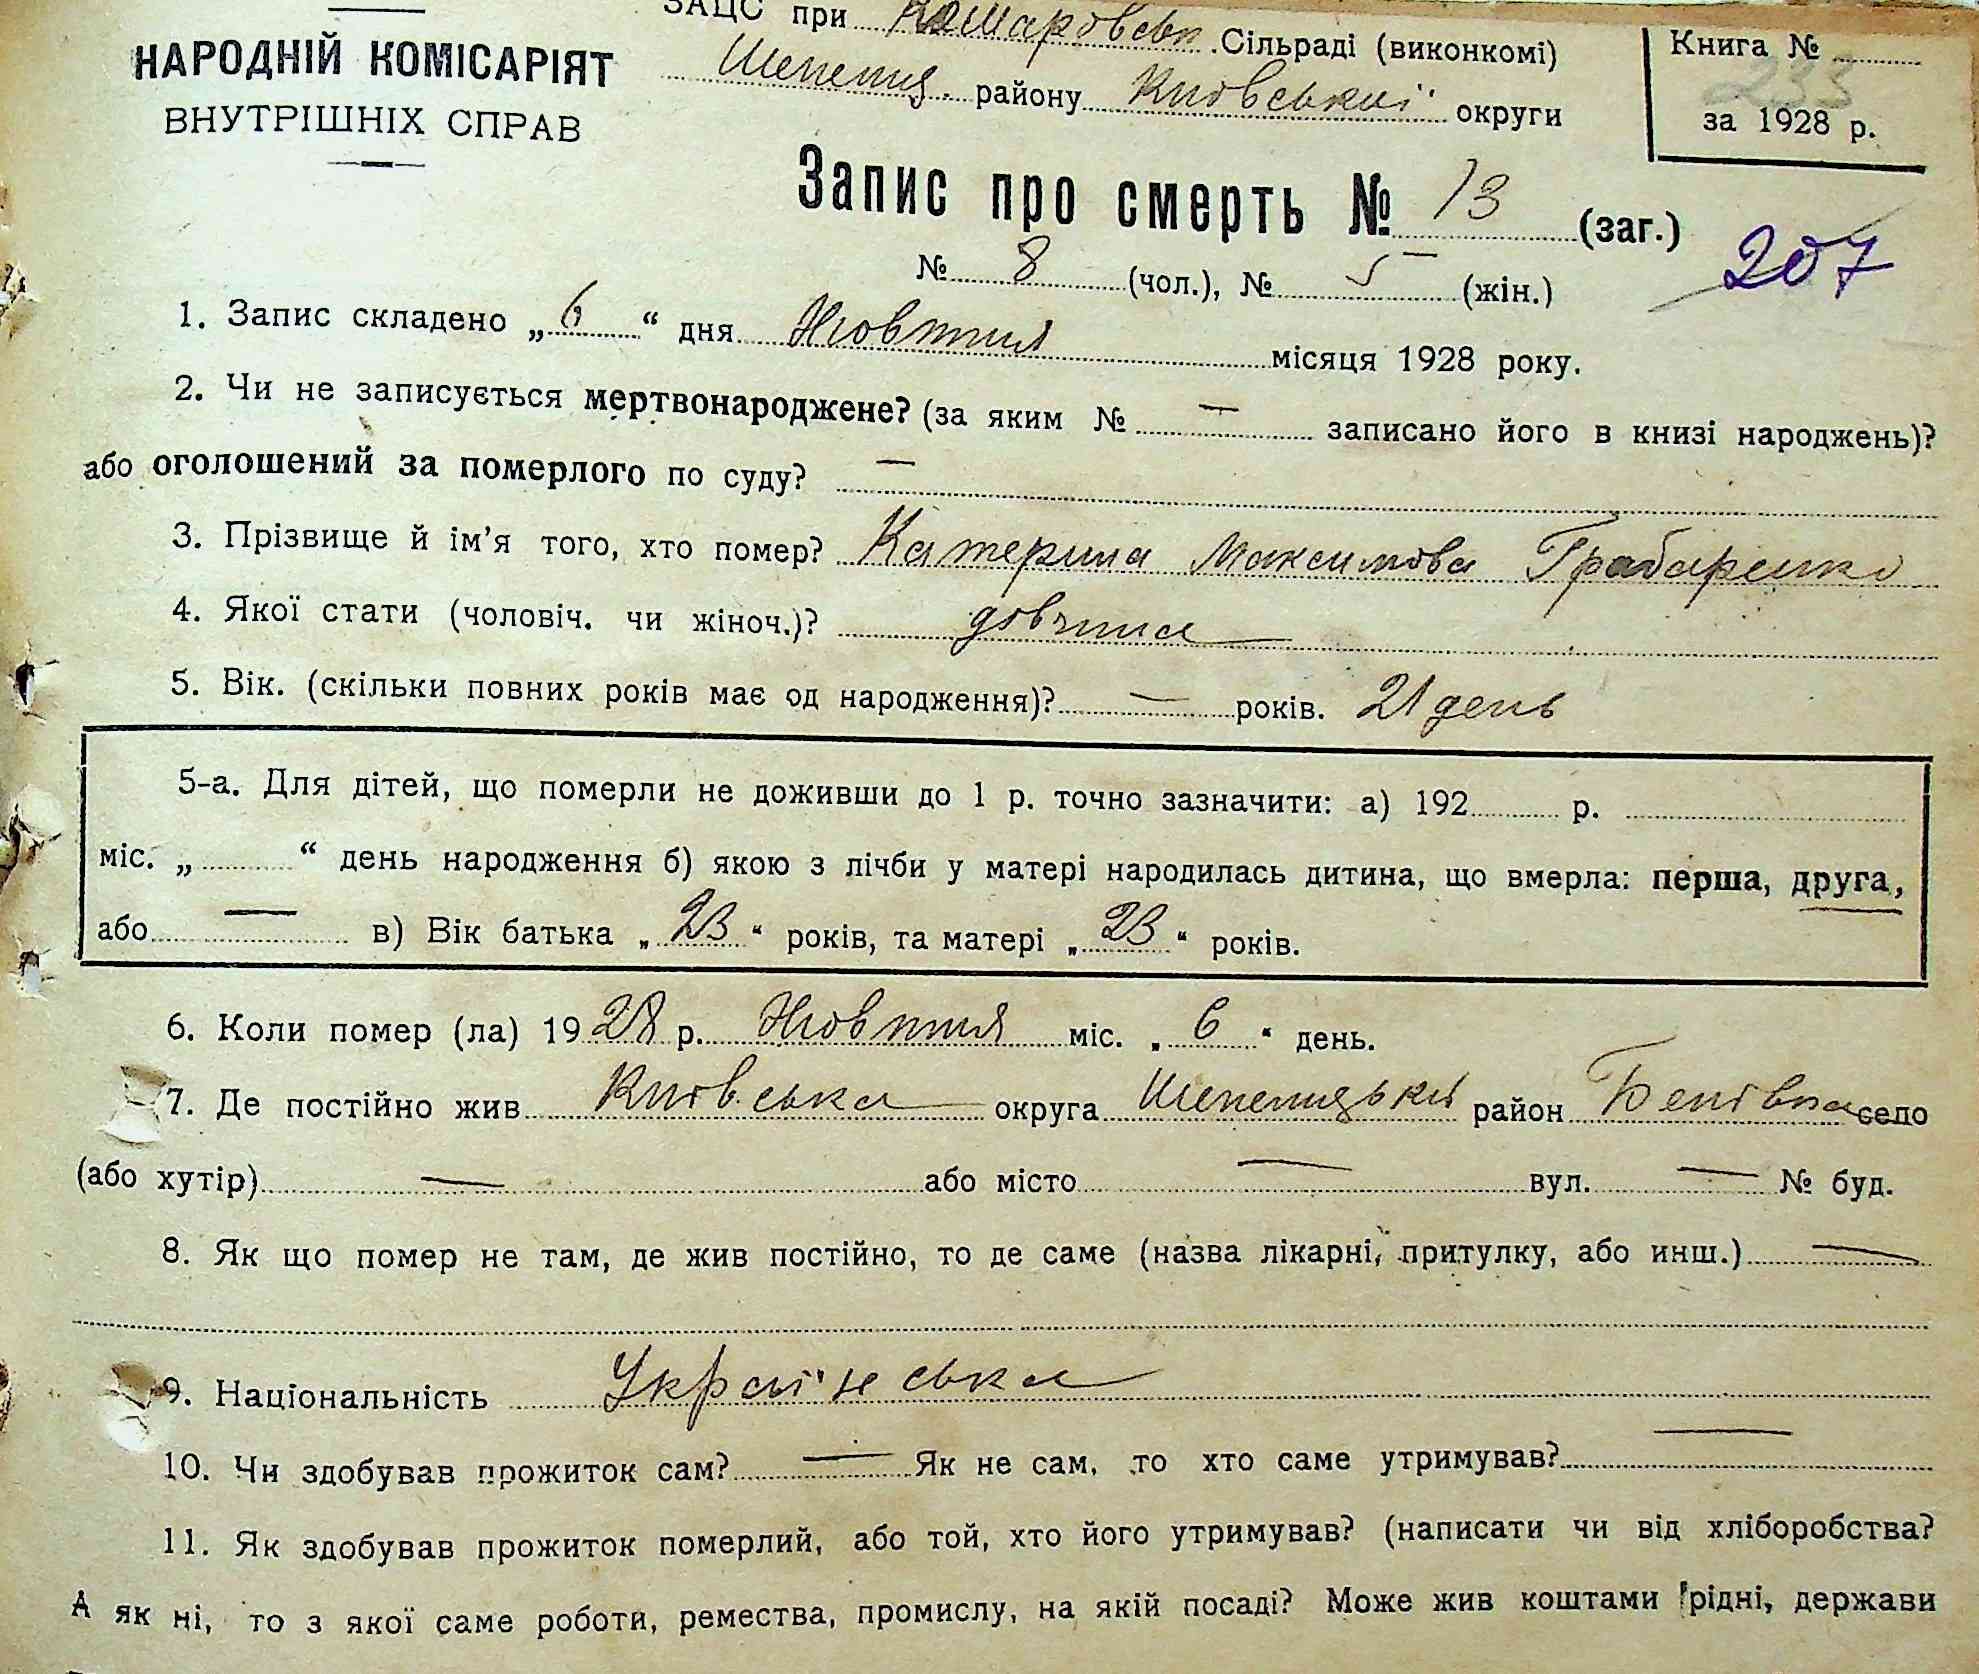 ЗАЦС при Комаровськ. Сільраді (виконкомі)
НАРОДНІЙ КОМІСАРІЯТ
ВНУТРІШНІХ СПРАВ
Шепелиц. району Київської округи
Книга № 233
за 1928 р.
Запис про смерть № 13 (заг.)
207
№ 8 (чол.), № 5 (жін.)
1. Запис складено „6“ дня Жовтня місяця 1928 року.
2. Чи не записується мертвонароджене? (за яким № — записано його в книзі народжень)?
або оголошений за померлого по суду? —
3. Прізвище й ім'я того, хто помер? Катерина Максимова Грабаренко
4. Якої стати (чоловіч. чи жіноч.)? дівчина
5. Вік. (скільки повних років має од народження)? — років. 21 день
5-а. Для дітей, що померли не доживши до 1 р. точно зазначити: а) 192 р.
міс. „ “ день народження б) якою з лічби у матері народилась дитина, що вмерла: перша, друга,
або — в) Вік батька „23“ років, та матері „23“ років.
6. Коли помер (ла) 1928 р. Жовтня міс. „6“ день.
7. Де постійно жив Київська округа Шепелицький район село
(або хутір) — або місто — вул. — № буд.
8. Як що помер не там, де жив постійно, то де саме (назва лікарні, притулку, або инш.) —
9. Національність Українська
10. Чи здобував прожиток сам? — Як не сам, то хто саме утримував? —
11. Як здобував прожиток померлий, або той, хто його утримував? (написати чи від хліборобства?
А як ні, то з якої саме роботи, ремества, промислу, на якій посаді? Може жив коштами рідні, держави